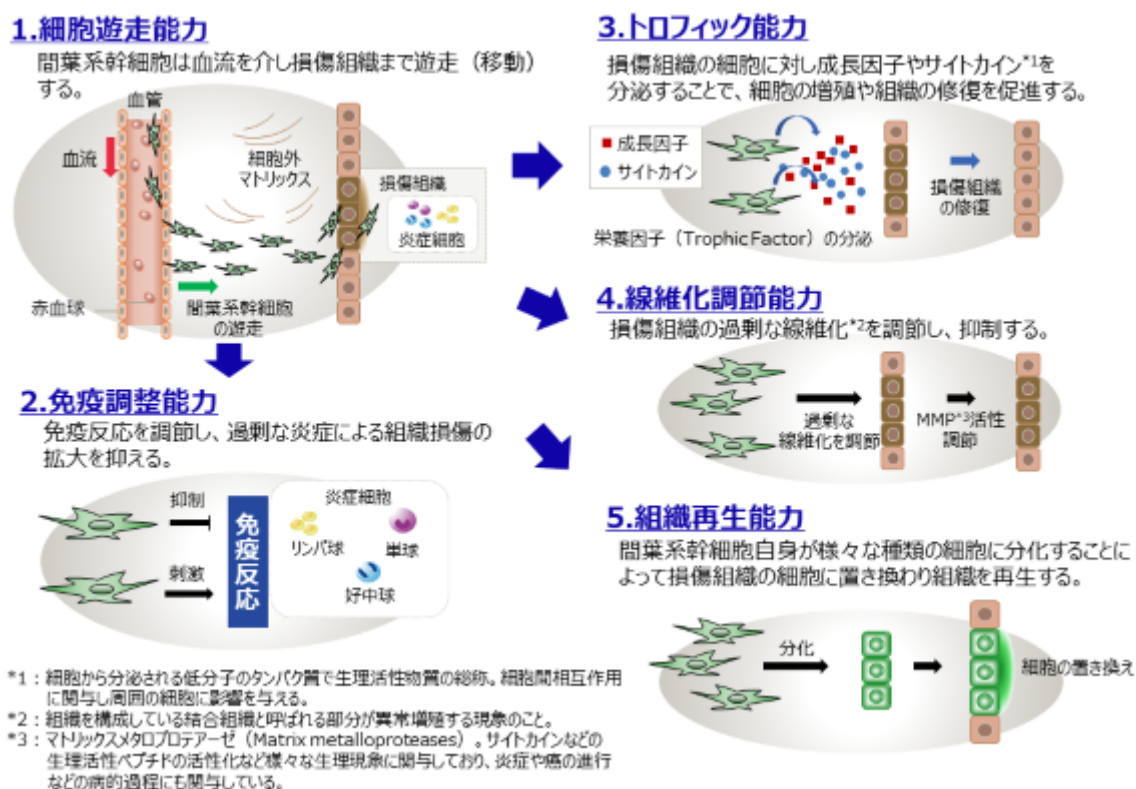 1.細胞遊走能力
間葉系幹細胞は血流を介し損傷組織まで遊走（移動）
する。
血管
血流
細胞外
マトリックス
損傷組織
炎症細胞
赤血球
間葉系幹細胞
の遊走
2.免疫調整能力
免疫反応を調節し、過剰な炎症による組織損傷の
拡大を抑える。
抑制
刺激
免疫反応
炎症細胞
リンパ球
単球
好中球
3.トロフィック能力
損傷組織の細胞に対し成長因子やサイトカイン*1を
分泌することで、細胞の増殖や組織の修復を促進する。
成長因子
サイトカイン
損傷組織
の修復
栄養因子（Trophic Factor）の分泌
4.線維化調節能力
損傷組織の過剰な線維化*2を調節し、抑制する。
過剰な
線維化を調節
MMP*3活性
調節
5.組織再生能力
間葉系幹細胞自身が様々な種類の細胞に分化することに
よって損傷組織の細胞に置き換わり組織を再生する。
分化
細胞の置き換え
*1：細胞から分泌される低分子のタンパク質で生理活性物質の総称。細胞間相互作用
に関与し周囲の細胞に影響を与える。
*2：組織を構成している結合組織と呼ばれる部分が異常増殖する現象のこと。
*3：マトリックスメタロプロテアーゼ（Matrix metalloproteases）。サイトカインなどの
生理活性ペプチドの活性化など様々な生理現象に関与しており、炎症や癌の進行
などの病的過程にも関与している。